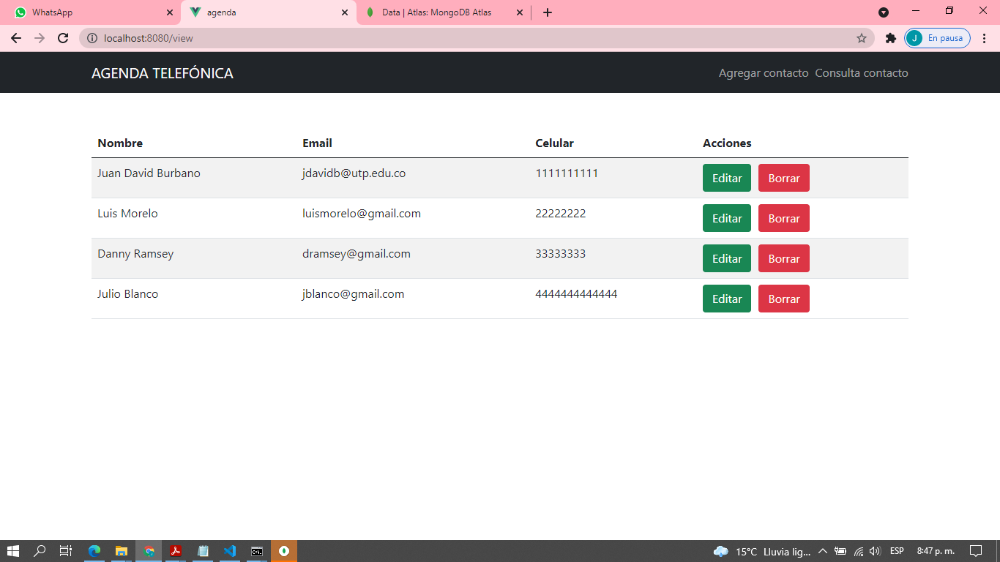 WhatsApp
agenda
Data | Atlas: MongoDB Atlas
localhost:8080/view
J En pausa
AGENDA TELEFÓNICA
Agregar contacto Consulta contacto
Nombre Email Celular Acciones
Juan David Burbano jdavidb@utp.edu.co 1111111111 Editar Borrar
Luis Morelo luismorelo@gmail.com 22222222 Editar Borrar
Danny Ramsey dramsey@gmail.com 33333333 Editar Borrar
Julio Blanco jblanco@gmail.com 4444444444444 Editar Borrar
15°C Lluvia lig... ESP 8:47 p. m.